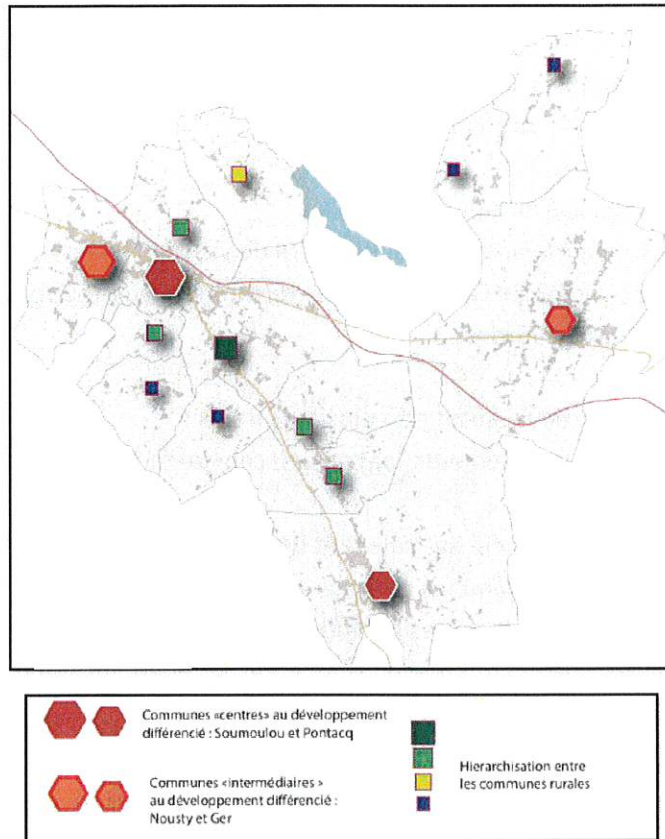 Communes «centres» au développement
différencié : Soumoulou et Pontacq
Communes «intermédiaires »
au développement différencié :
Nousty et Ger
Hierarchisation entre
les communes rurales